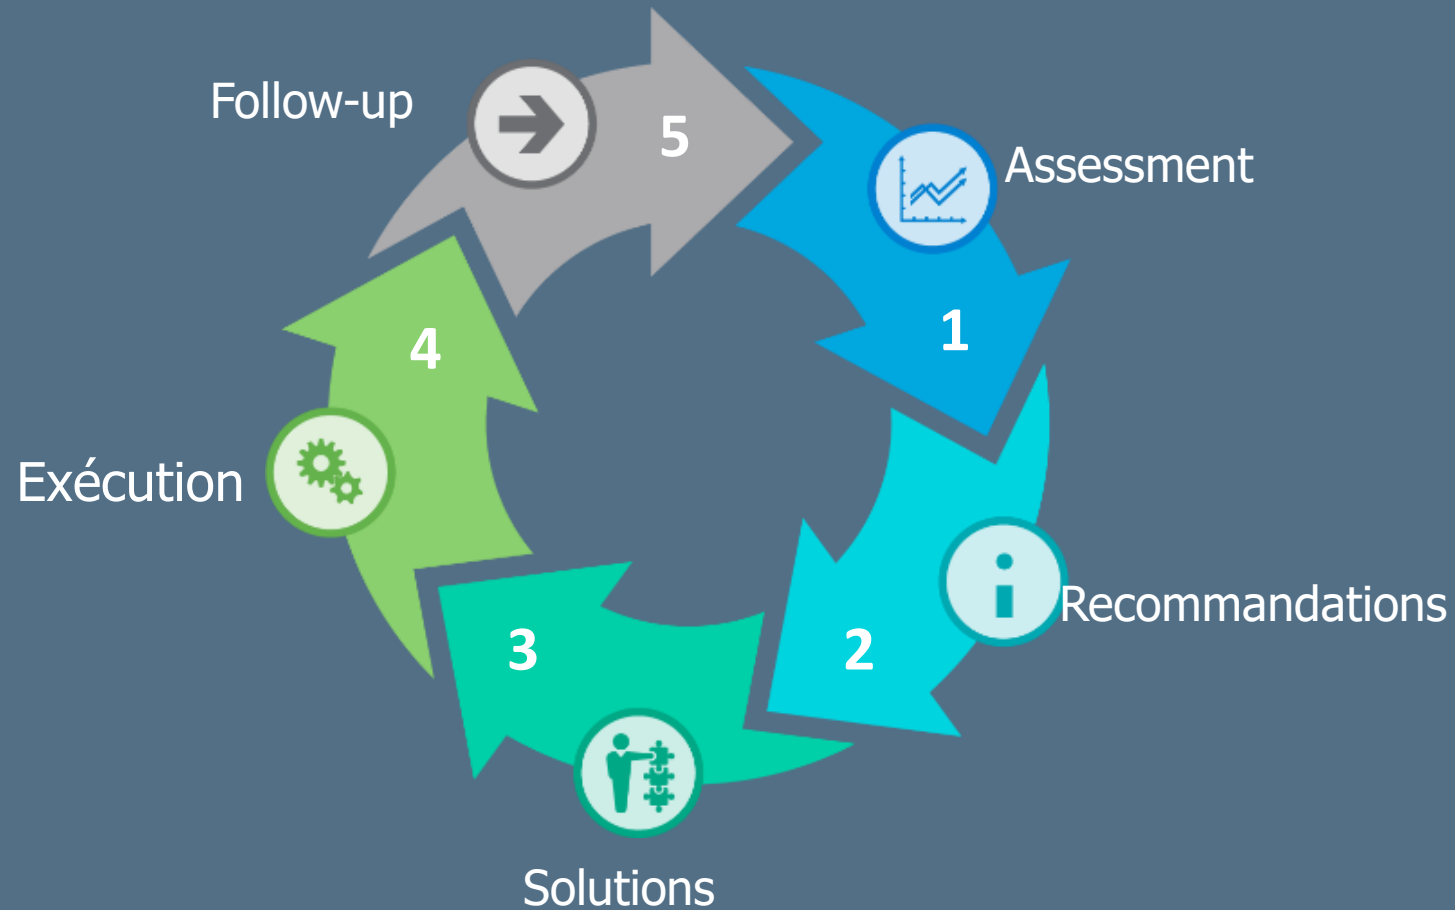 Follow-up
5
Assessment
1
4
Exécution
Recommandations
2
3
Solutions